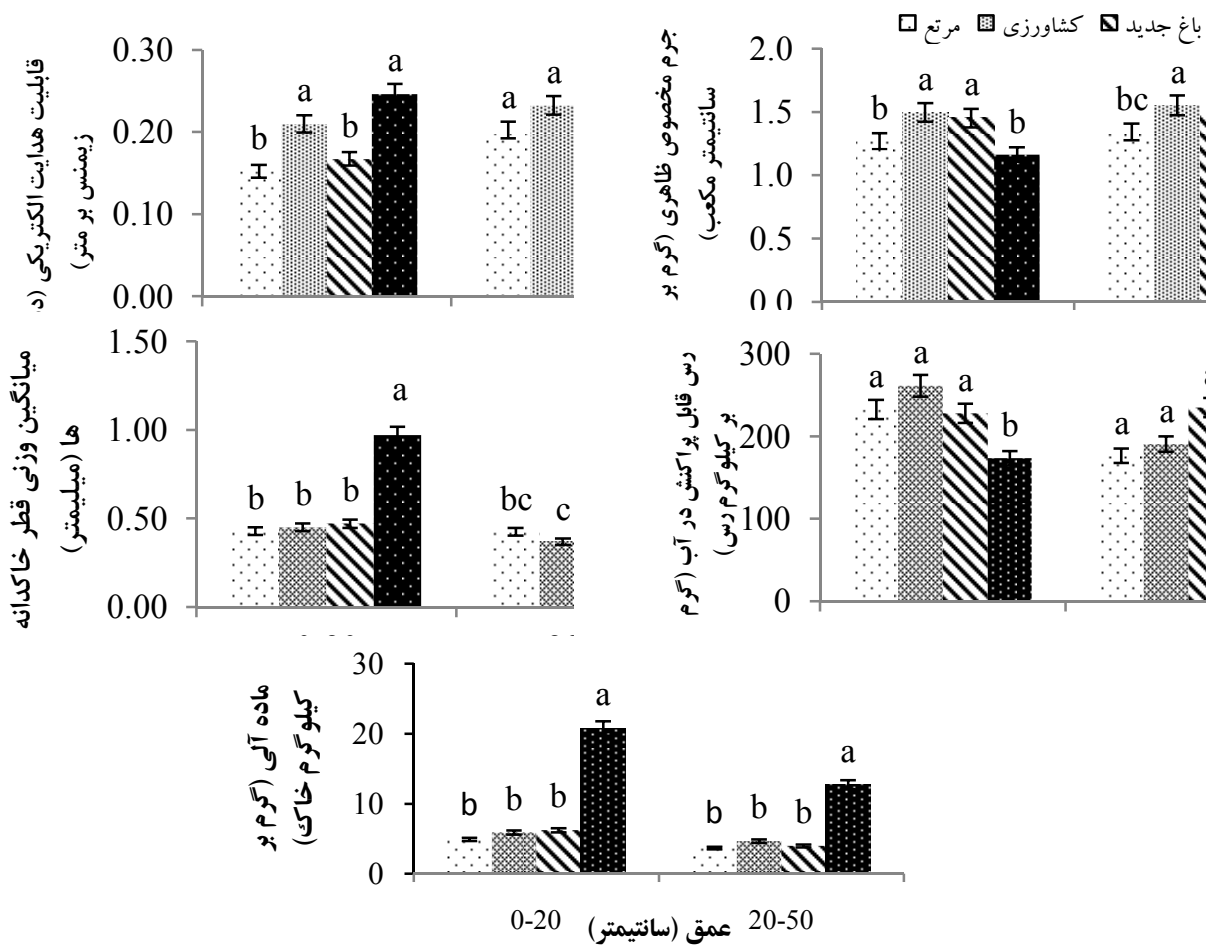 مرتع کشاورزی باغ جدید
قابلیت هدایت الکتریکی (د
زیمنس بر متر)
0.30
0.20
0.10
0.00
b
a
b
a
a
a
جرم مخصوص ظاهری (گرم بر
سانتیمتر مکعب)
2.0
1.5
1.0
0.5
0.0
b
a
a
b
bc
a
میانگین وزنی قطر خاکدانه
ها (میلیمتر)
1.50
1.00
0.50
0.00
b
b
b
a
bc
c
رس قابل پراکنش در آب (گرم
بر کیلوگرم رس)
300
200
100
0
a
a
a
b
a
a
ماده آلی (گرم بر
کیلوگرم خاک)
30
20
10
0
b
b
b
a
b
b
b
a
0-20
20-50
عمق (سانتیمتر)